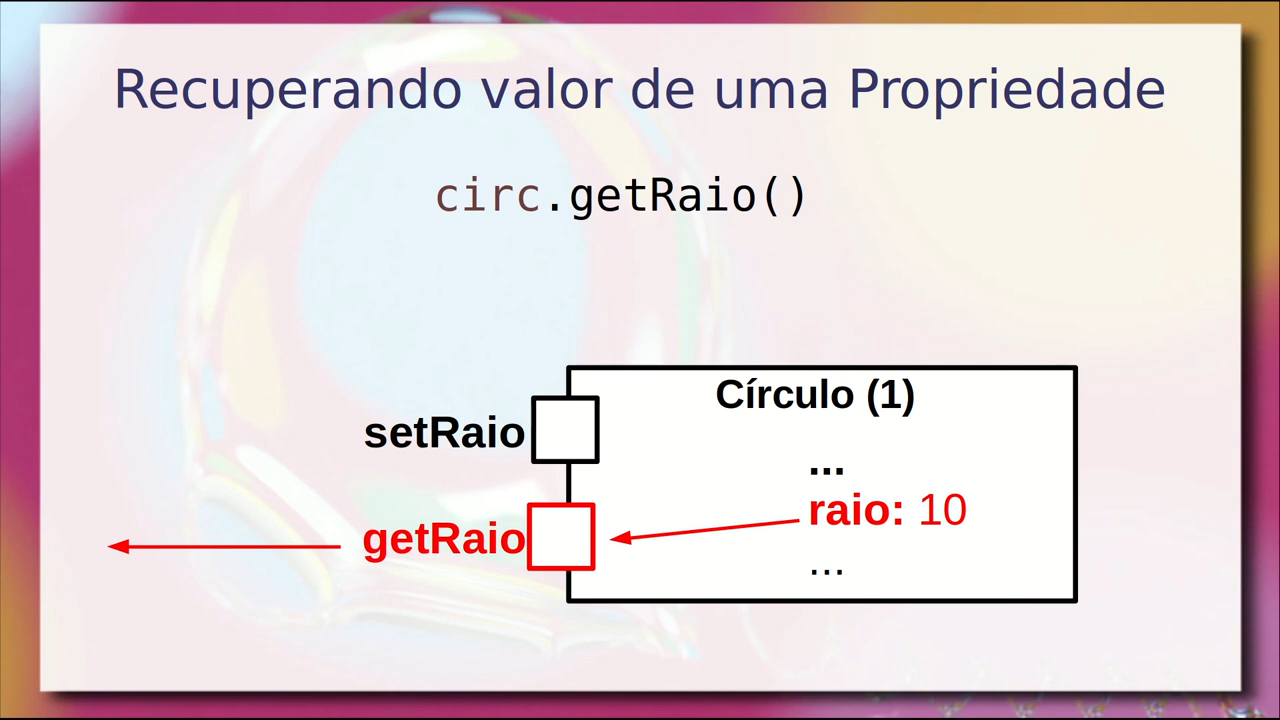 Recuperando valor de uma Propriedade
circ.getRaio()
Círculo (1)
setRaio
...
raio: 10
getRaio
...